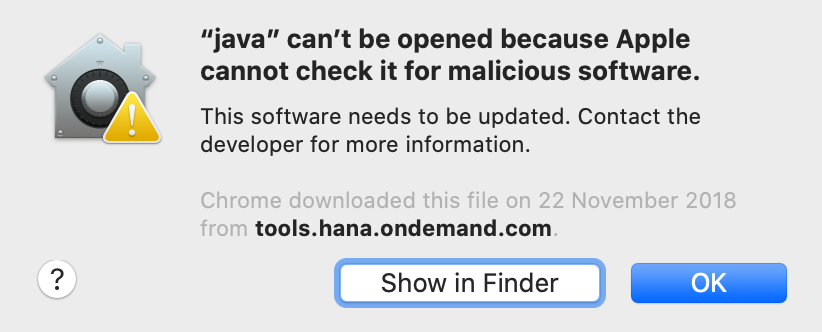 “java” can’t be opened because Apple
cannot check it for malicious software.
This software needs to be updated. Contact the
developer for more information.
Chrome downloaded this file on 22 November 2018
from tools.hana.ondemand.com.
? Show in Finder OK